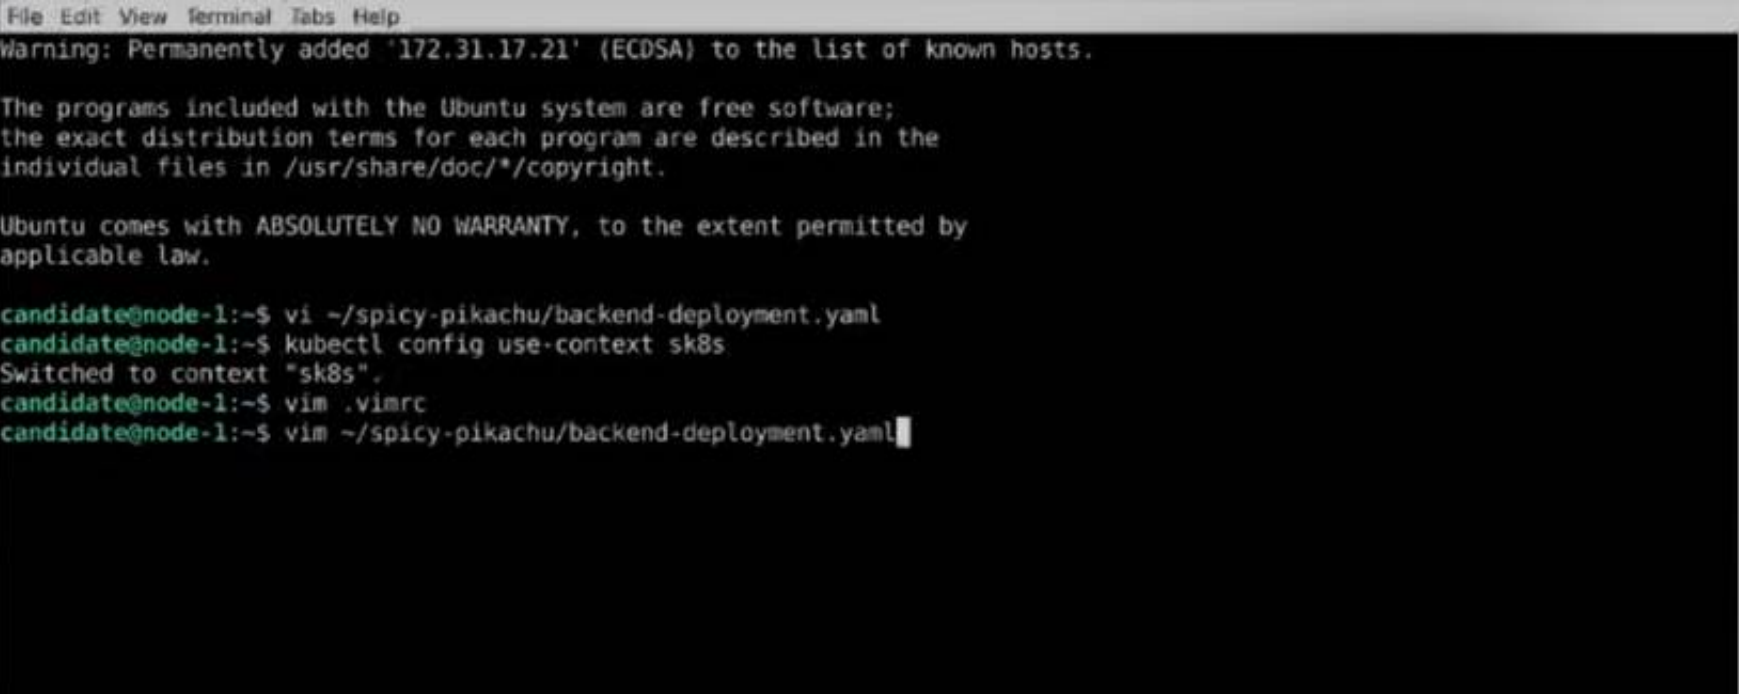 File Edit View Terminal Tabs Help
Warning: Permanently added '172.31.17.21' (ECDSA) to the list of known hosts.
The programs included with the Ubuntu system are free software;
the exact distribution terms for each program are described in the
individual files in /usr/share/doc/*/copyright.
Ubuntu comes with ABSOLUTELY NO WARRANTY, to the extent permitted by
applicable law.
candidate@node-1:~$ vi ~/spicy-pikachu/backend-deployment.yaml
candidate@node-1:~$ kubectl config use-context sk8s
Switched to context "sk8s".
candidate@node-1:~$ vim .vimrc
candidate@node-1:~$ vim ~/spicy-pikachu/backend-deployment.yaml